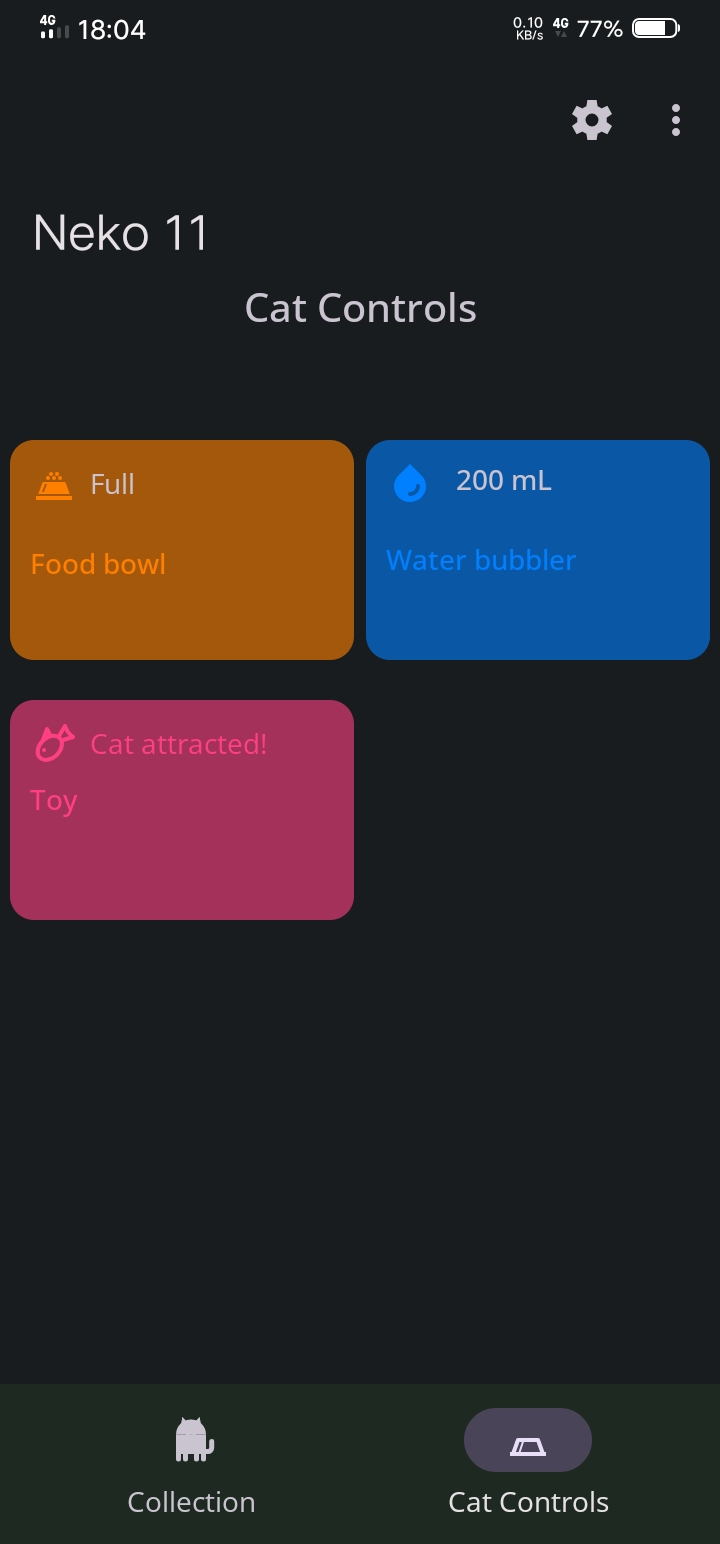 4G 18:04
0.10 KB/s 4G 77%
Neko 11
Cat Controls
Full
Food bowl
200 mL
Water bubbler
Cat attracted!
Toy
Collection
Cat Controls